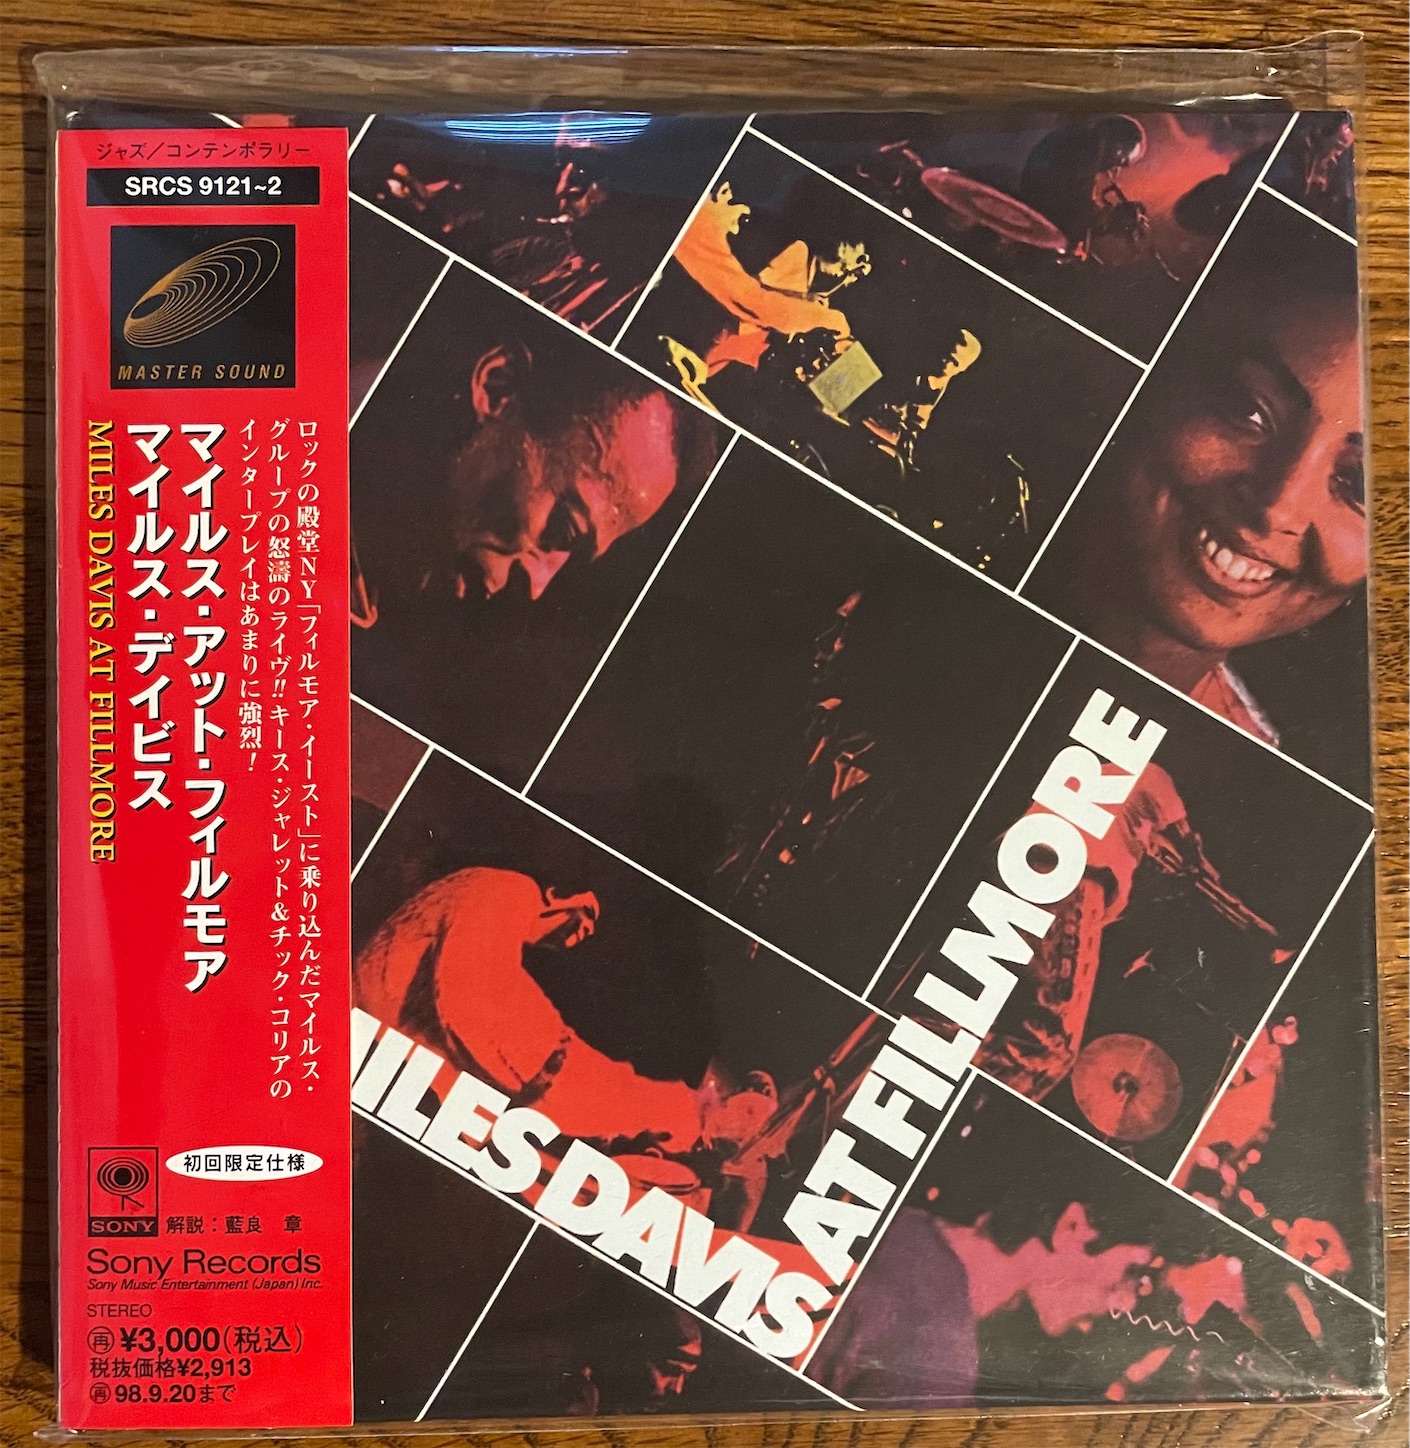 ジャズ／コンテンポラリー
SRCS 9121~2
MASTER SOUND
ロックの殿堂NY「フィルモア・イースト」に乗り込んだマイルス・
グループの怒濤のライヴ!! キース・ジャレット&チック・コリアの
インタープレイはあまりに強烈！
マイルス・アット・フィルモア
マイルス・デイビス
MILES DAVIS AT FILLMORE
初回限定仕様
SONY
解説：藍良 章
Sony Records
Sony Music Entertainment (Japan) Inc.
STEREO
再 ¥3,000(税込)
税抜価格¥2,913
再 98.9.20まで
MILES DAVIS
AT FILLMORE